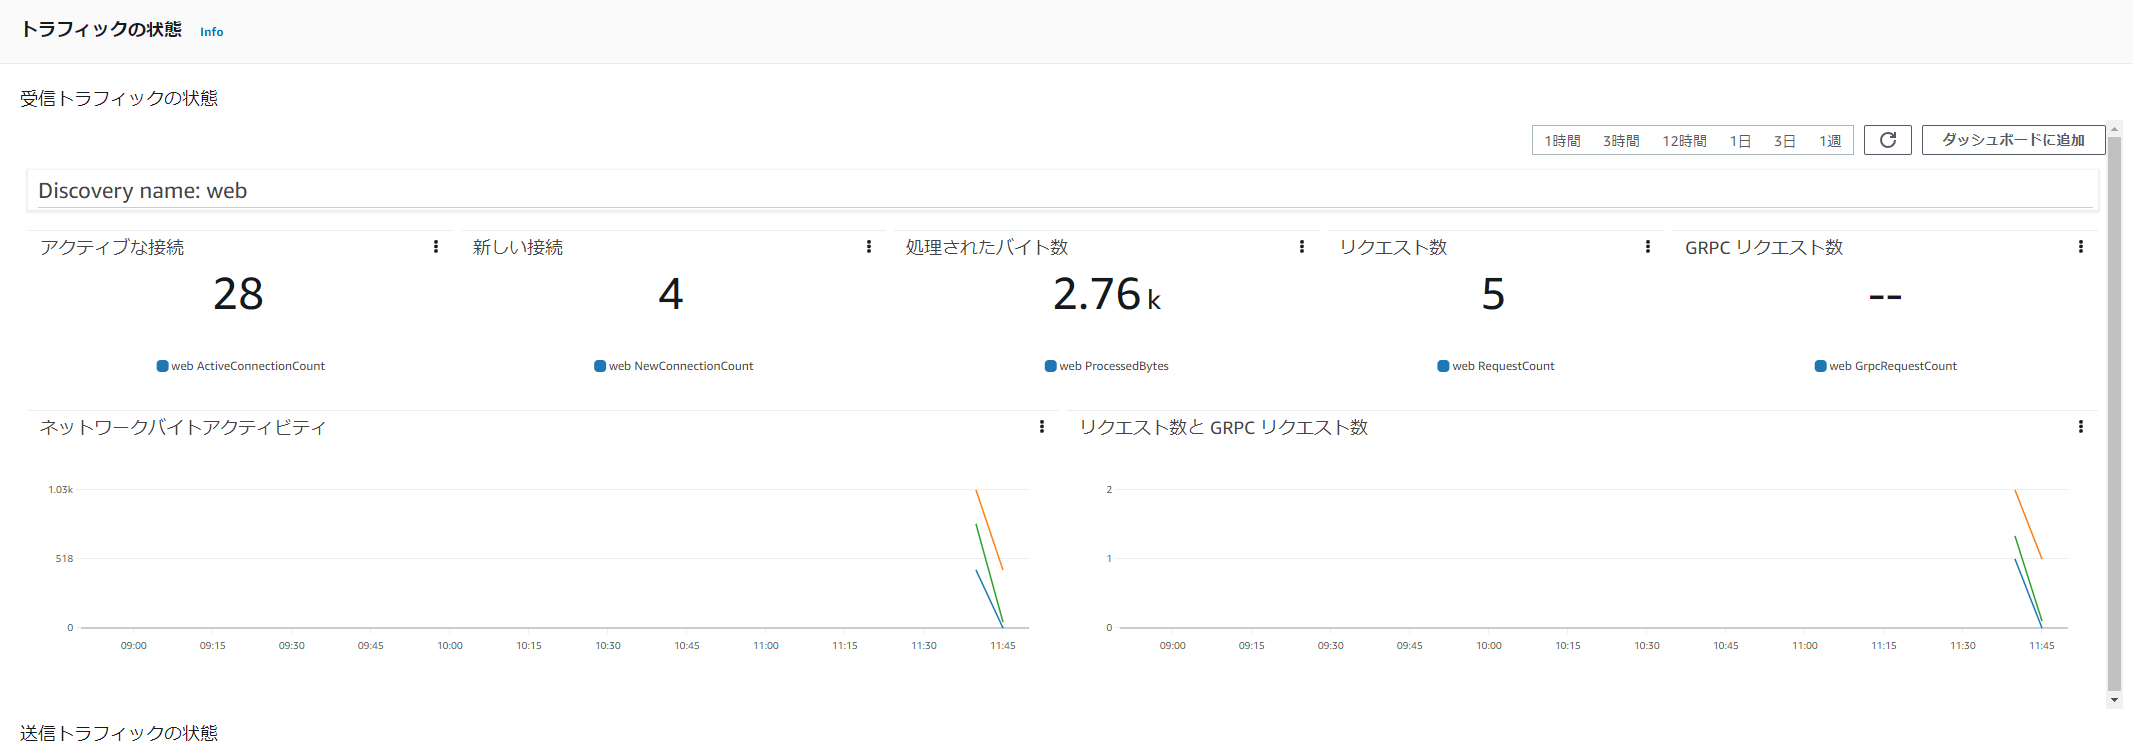 トラフィックの状態 Info
受信トラフィックの状態
1時間 3時間 12時間 1日 3日 1週 ダッシュボードに追加
Discovery name: web
アクティブな接続 新しい接続 処理されたバイト数 リクエスト数 GRPC リクエスト数
28 4 2.76 k 5 --
web ActiveConnectionCount web NewConnectionCount web ProcessedBytes web RequestCount web GrpcRequestCount
ネットワークバイトアクティビティ
1.03k
518
0
09:00 09:15 09:30 09:45 10:00 10:15 10:30 10:45 11:00 11:15 11:30 11:45
リクエスト数と GRPC リクエスト数
2
1
0
09:00 09:15 09:30 09:45 10:00 10:15 10:30 10:45 11:00 11:15 11:30 11:45
送信トラフィックの状態